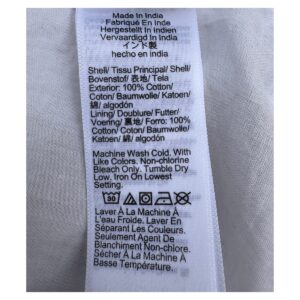 Made In India
Fabriqué En Inde
Hergestellt In Indien
Vervaardigd In India
インド製
hecho en India
Shell/ Tissu Principal/ Shell/
Bovenstof/ 表地/ Tela
Exterior: 100% Cotton/
Coton/ Baumwolle/ Katoen/
綿/ algodón
Lining/ Doublure/ Futter/
Voering/ 裏地/ Forro: 100%
Cotton/ Coton/ Baumwolle/
Katoen/ 綿/ algodón
Machine Wash Cold. With
Like Colors. Non-chlorine
Bleach Only. Tumble Dry
Low. Iron On Lowest
Setting.
30
Laver À La Machine À
L'eau Froide. Laver En
Séparant Les Couleurs.
Seulement Agent De
Blanchiment Non-chlore.
Sécher À La Machine À
Basse Température.